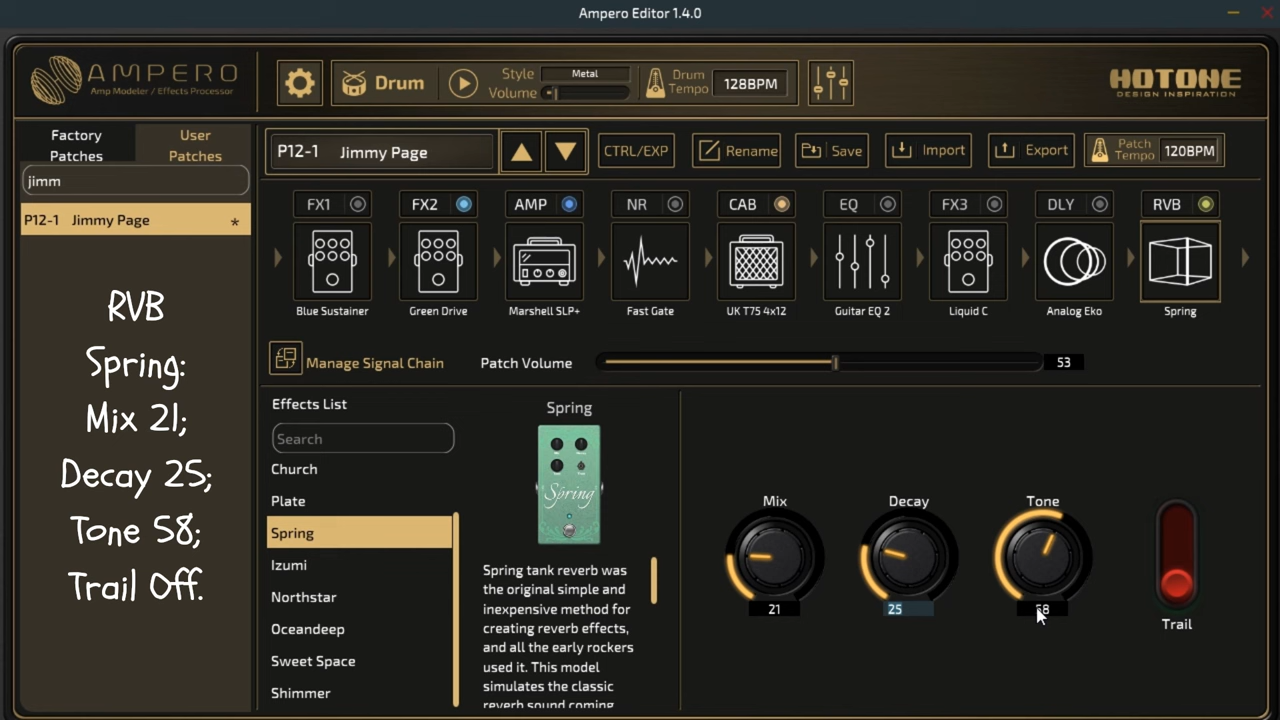 Ampero Editor 1.4.0
AMPERO
Amp Modeler / Effects Processor
Drum
Style
Metal
Volume
Drum
Tempo
128BPM
HOTONE
DESIGN INSPIRATION
Factory
Patches
User
Patches
jimm
P12-1 Jimmy Page *
P12-1 Jimmy Page
CTRL/EXP
Rename
Save
Import
Export
Patch
Tempo
120BPM
FX1
FX2
AMP
NR
CAB
EQ
FX3
DLY
RVB
Blue Sustainer
Green Drive
Marshell SLP+
Fast Gate
UK T75 4x12
Guitar EQ 2
Liquid C
Analog Eko
Spring
RVB
Spring:
Mix 21;
Decay 25;
Tone 58;
Trail Off.
Manage Signal Chain
Patch Volume
53
Effects List
Search
Church
Plate
Spring
Izumi
Northstar
Oceandeep
Sweet Space
Shimmer
Spring
Spring
Spring tank reverb was
the original simple and
inexpensive method for
creating reverb effects,
and all the early rockers
used it. This model
simulates the classic
reverb sound coming
Mix
Decay
Tone
21
25
58
Trail